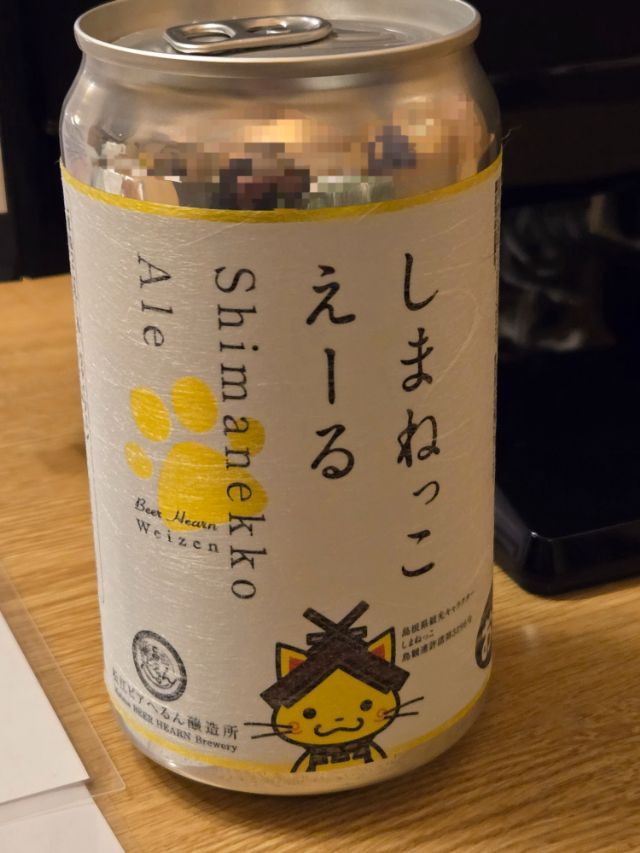 しまねっこ
えーる
Shimanekko
Ale
Beer Hearn
Weizen
島根県観光キャラクター
しまねっこ
松江ビアへるん醸造所
Matsue BEER HEARN Brewery
お